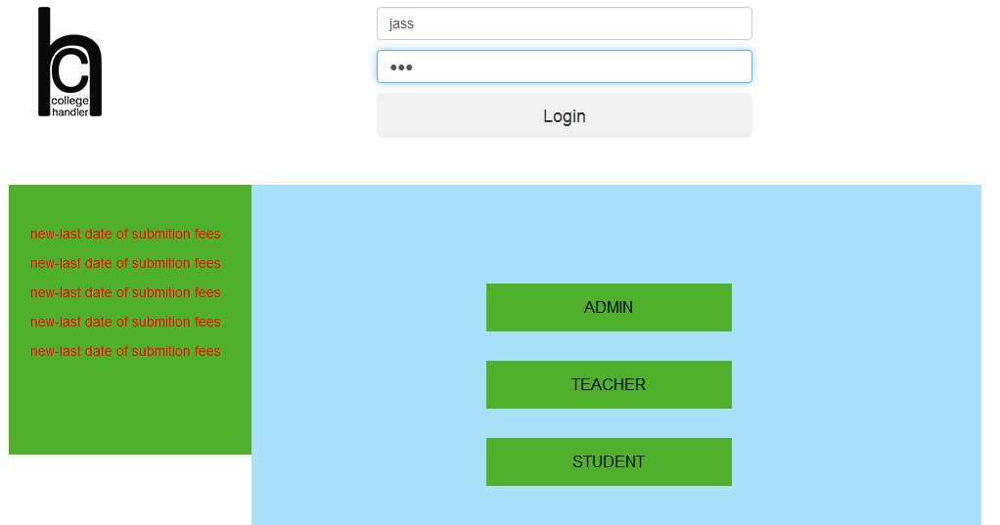 hc
college
handler
jass
•••
Login
new-last date of submition fees
new-last date of submition fees
new-last date of submition fees
new-last date of submition fees
new-last date of submition fees
ADMIN
TEACHER
STUDENT